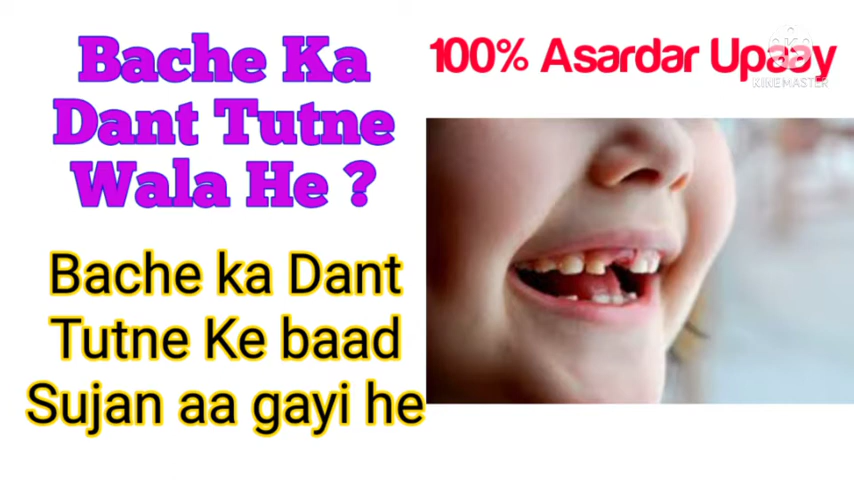 Bache Ka
Dant Tutne
Wala He ?
Bache ka Dant
Tutne Ke baad
Sujan aa gayi he
100% Asardar Upaay
KINEMASTER